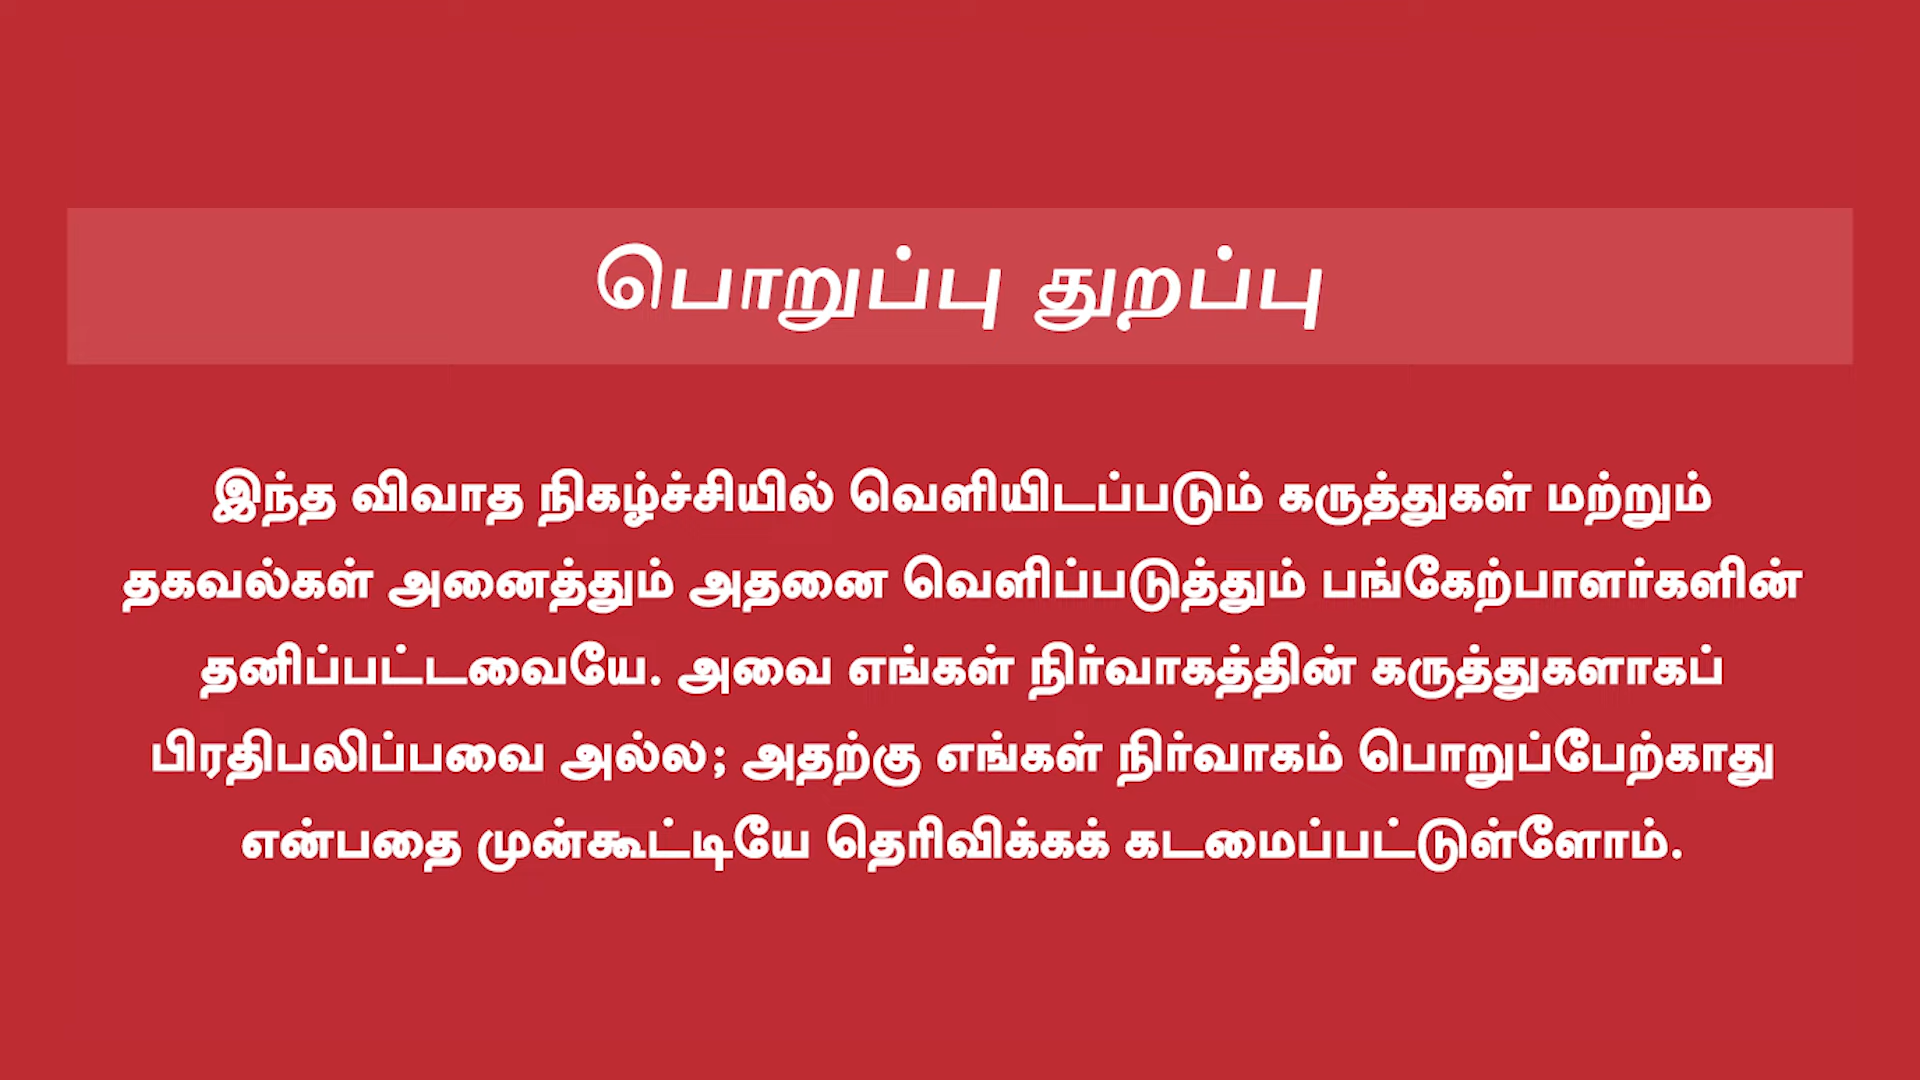 பொறுப்பு துறப்பு
இந்த விவாத நிகழ்ச்சியில் வெளியிடப்படும் கருத்துகள் மற்றும்
தகவல்கள் அனைத்தும் அதனை வெளிப்படுத்தும் பங்கேற்பாளர்களின்
தனிப்பட்டவையே. அவை எங்கள் நிர்வாகத்தின் கருத்துகளாகப்
பிரதிபலிப்பவை அல்ல; அதற்கு எங்கள் நிர்வாகம் பொறுப்பேற்காது
என்பதை முன்கூட்டியே தெரிவிக்கக் கடமைப்பட்டுள்ளோம்.